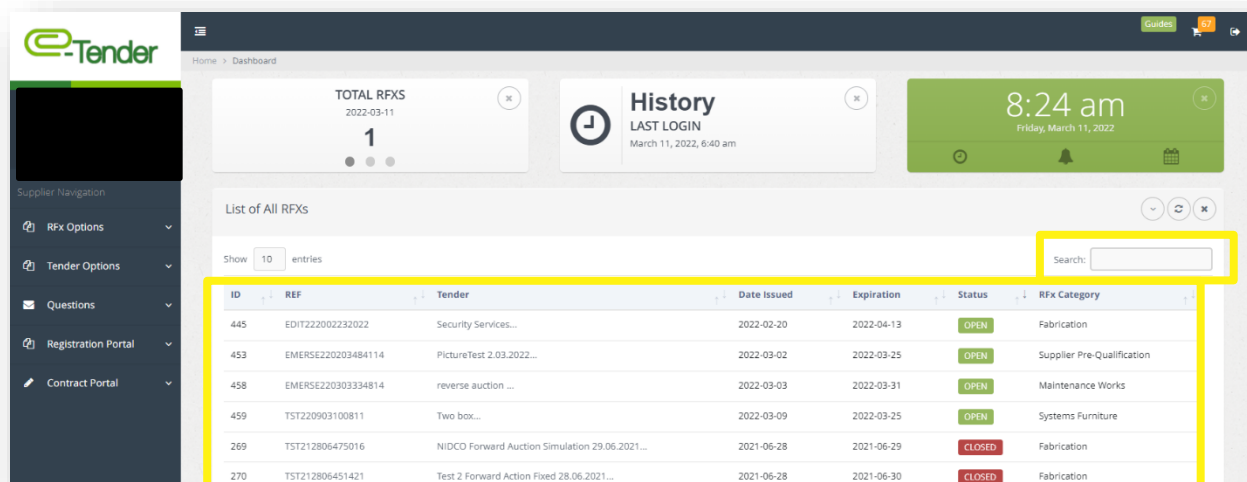 e-Tender
Guides
67
Home > Dashboard
TOTAL RFXS
2022-03-11
1
History
LAST LOGIN
March 11, 2022, 6:40 am
8:24 am
Friday, March 11, 2022
Supplier Navigation
RFx Options
Tender Options
Questions
Registration Portal
Contract Portal
List of All RFXs
Show 10 entries
Search:
ID REF Tender Date Issued Expiration Status RFx Category
445 EDIT222002232022 Security Services... 2022-02-20 2022-04-13 OPEN Fabrication
453 EMERSE220203484114 PictureTest 2.03.2022... 2022-03-02 2022-03-25 OPEN Supplier Pre-Qualification
458 EMERSE220303334814 reverse auction ... 2022-03-03 2022-03-31 OPEN Maintenance Works
459 TST220903100811 Two box... 2022-03-09 2022-03-25 OPEN Systems Furniture
269 TST212806475016 NIDCO Forward Auction Simulation 29.06.2021... 2021-06-28 2021-06-29 CLOSED Fabrication
270 TST212806451421 Test 2 Forward Action Fixed 28.06.2021... 2021-06-28 2021-06-30 CLOSED Fabrication